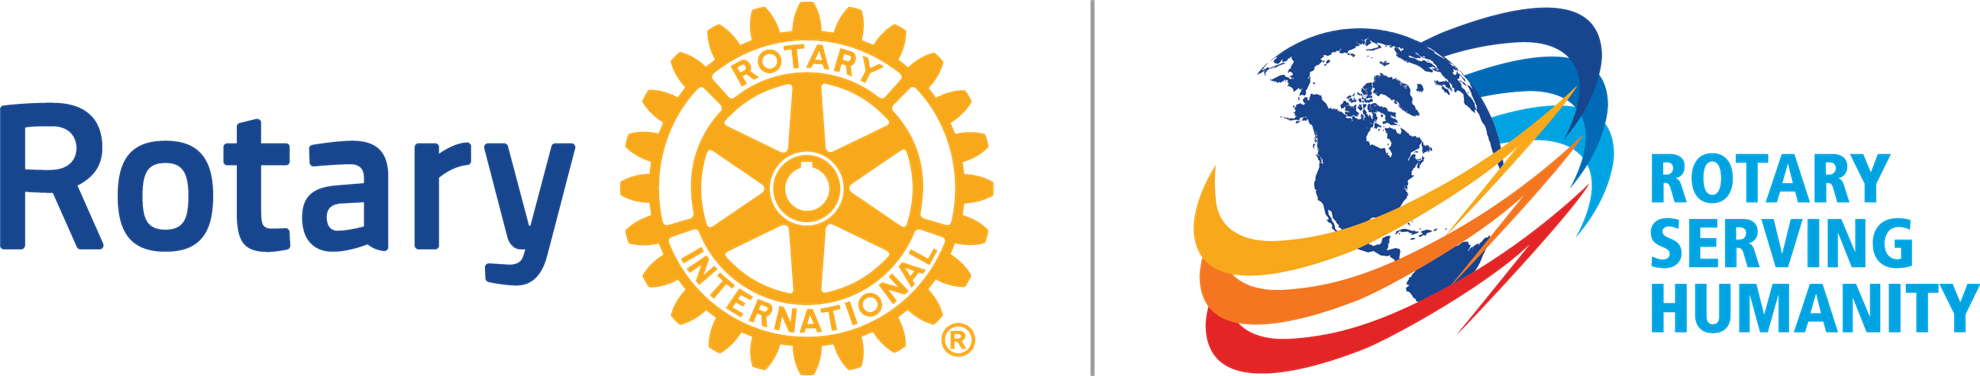 Rotary
ROTARY
INTERNATIONAL
®
ROTARY
SERVING
HUMANITY